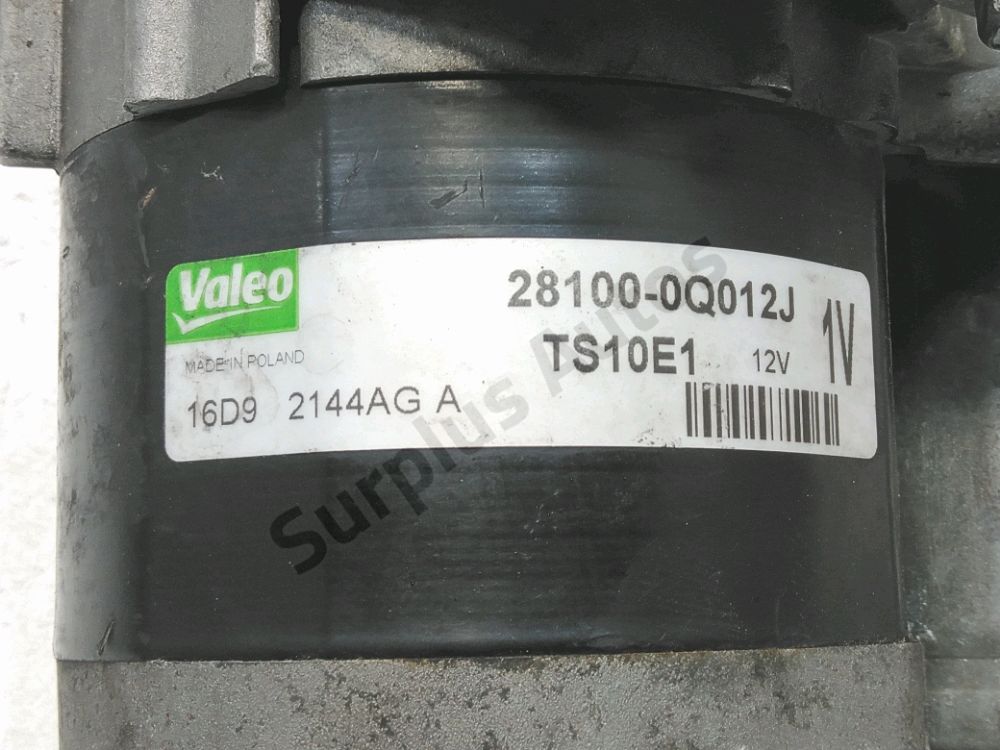 Valeo
28100-0Q012J
TS10E1 12V
1V
MADE IN POLAND
16D9 2144AG A
Surplus Autos